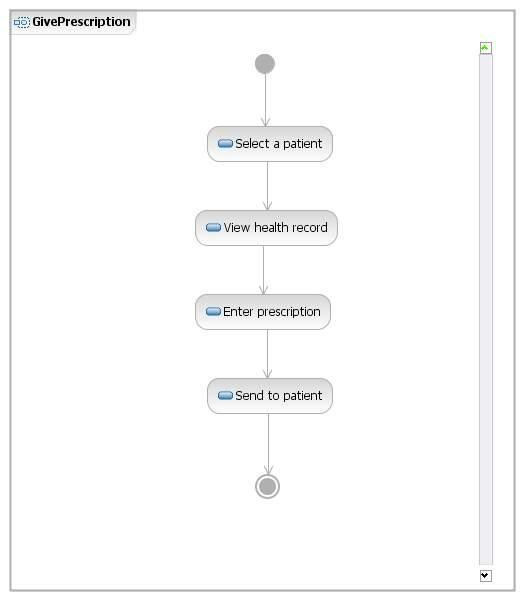 GivePrescription
Select a patient
View health record
Enter prescription
Send to patient